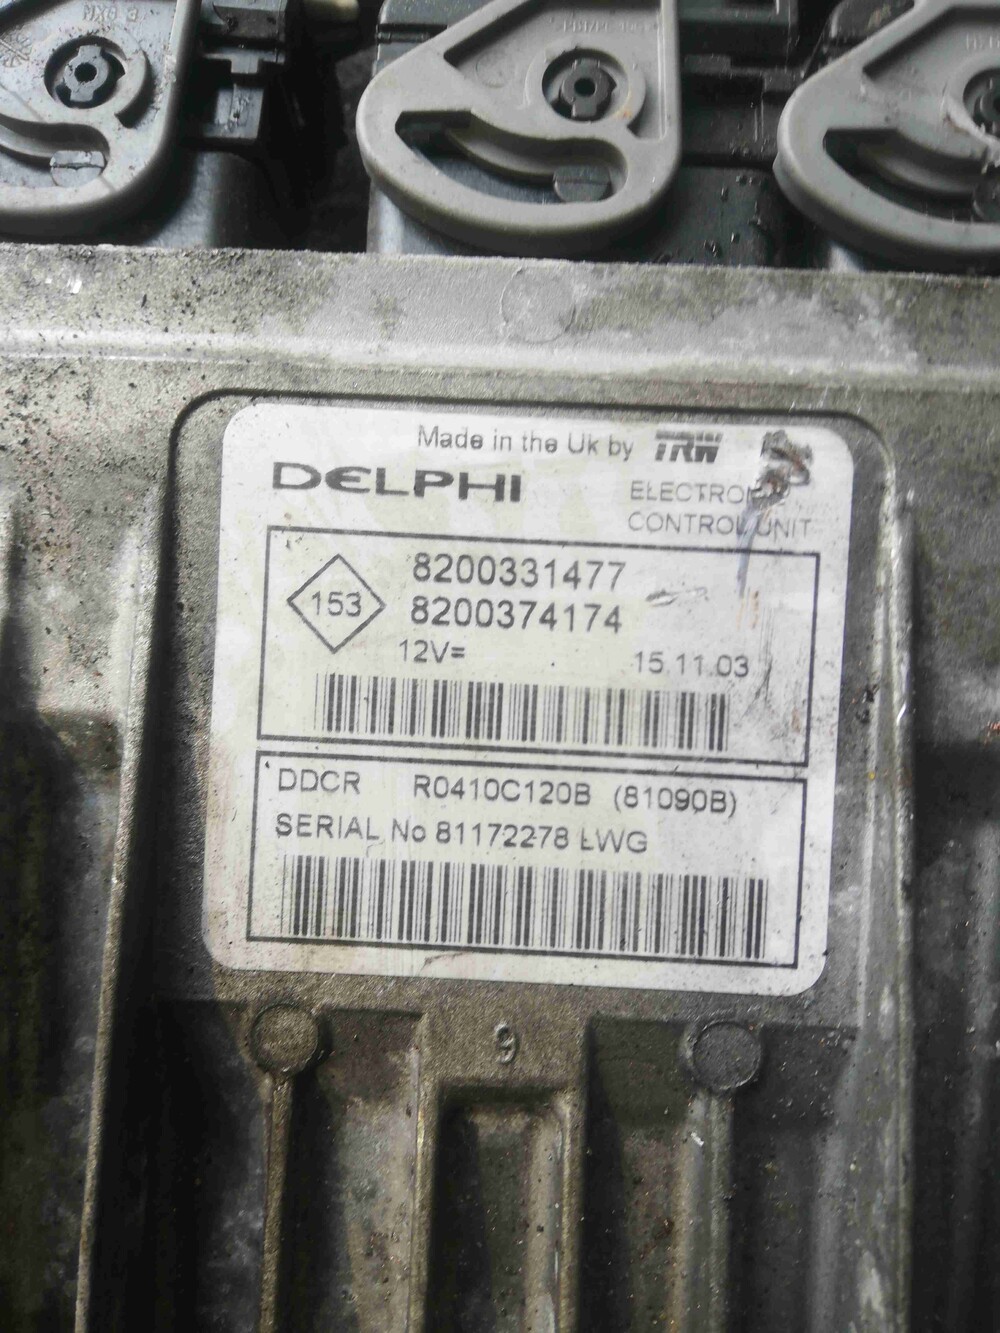 Made in the Uk by TRW
DELPHI
ELECTRONIC
CONTROL UNIT
153
8200331477
8200374174
12V=
15.11.03
DDCR R0410C120B (81090B)
SERIAL No 81172278 LWG
9